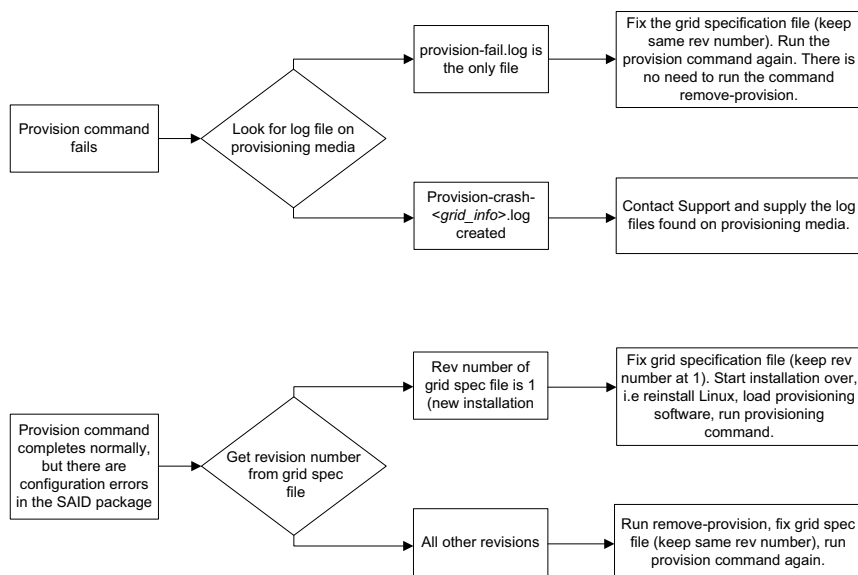 Provision command
fails
Look for log file on
provisioning media
provision-fail.log is
the only file
Fix the grid specification file (keep
same rev number). Run the
provision command again. There is
no need to run the command
remove-provision.
Provision-crash-
<grid_info>.log
created
Contact Support and supply the log
files found on provisioning media.
Provision command
completes normally,
but there are
configuration errors
in the SAID package
Get revision number
from grid spec
file
Rev number of
grid spec file is 1
(new installation
Fix grid specification file (keep rev
number at 1). Start installation over,
i.e reinstall Linux, load provisioning
software, run provisioning
command.
All other revisions
Run remove-provision, fix grid spec
file (keep same rev number), run
provision command again.